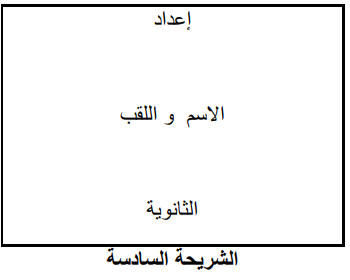 إعداد
الاسم و اللقب
الثانوية
الشريحة السادسة